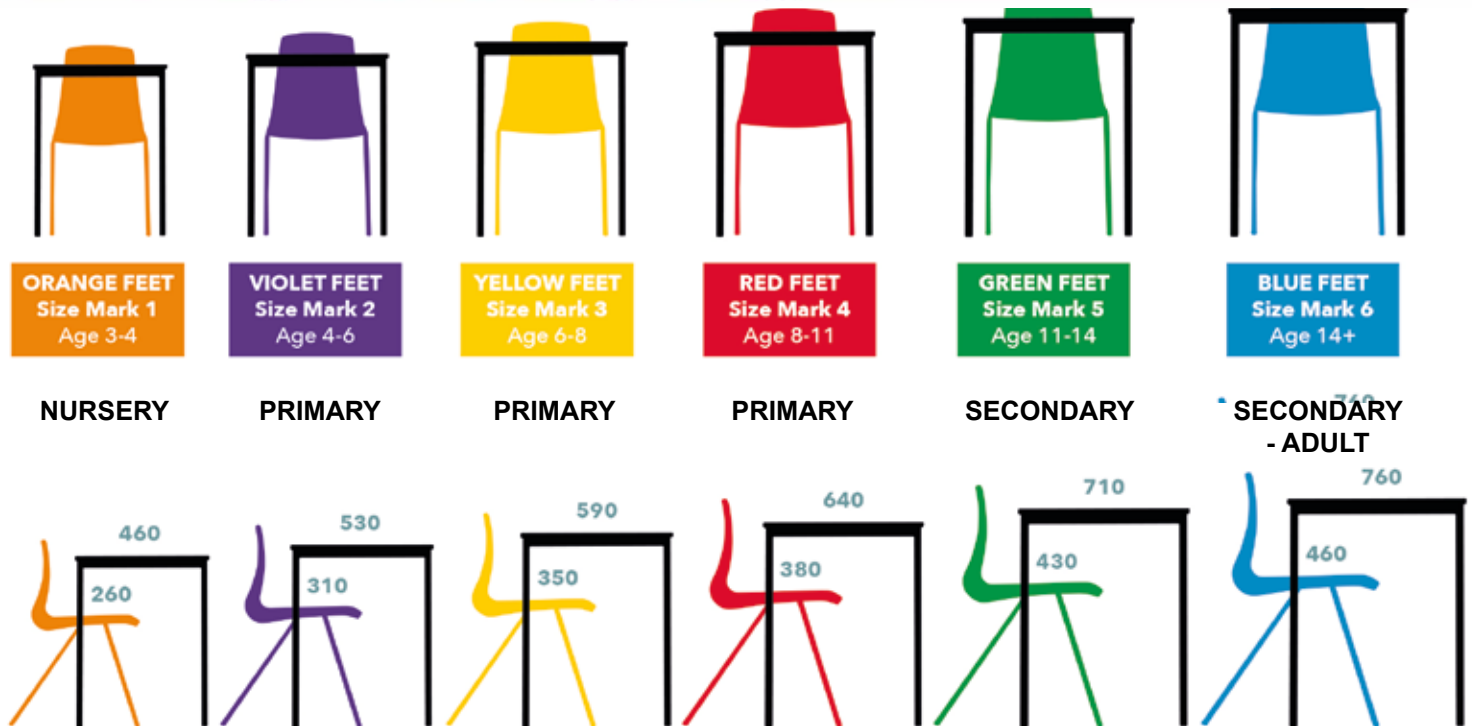 ORANGE FEET
Size Mark 1
Age 3-4
VIOLET FEET
Size Mark 2
Age 4-6
YELLOW FEET
Size Mark 3
Age 6-8
RED FEET
Size Mark 4
Age 8-11
GREEN FEET
Size Mark 5
Age 11-14
BLUE FEET
Size Mark 6
Age 14+
NURSERY
PRIMARY
PRIMARY
PRIMARY
SECONDARY
SECONDARY
- ADULT
460
260
530
310
590
350
640
380
710
430
760
460